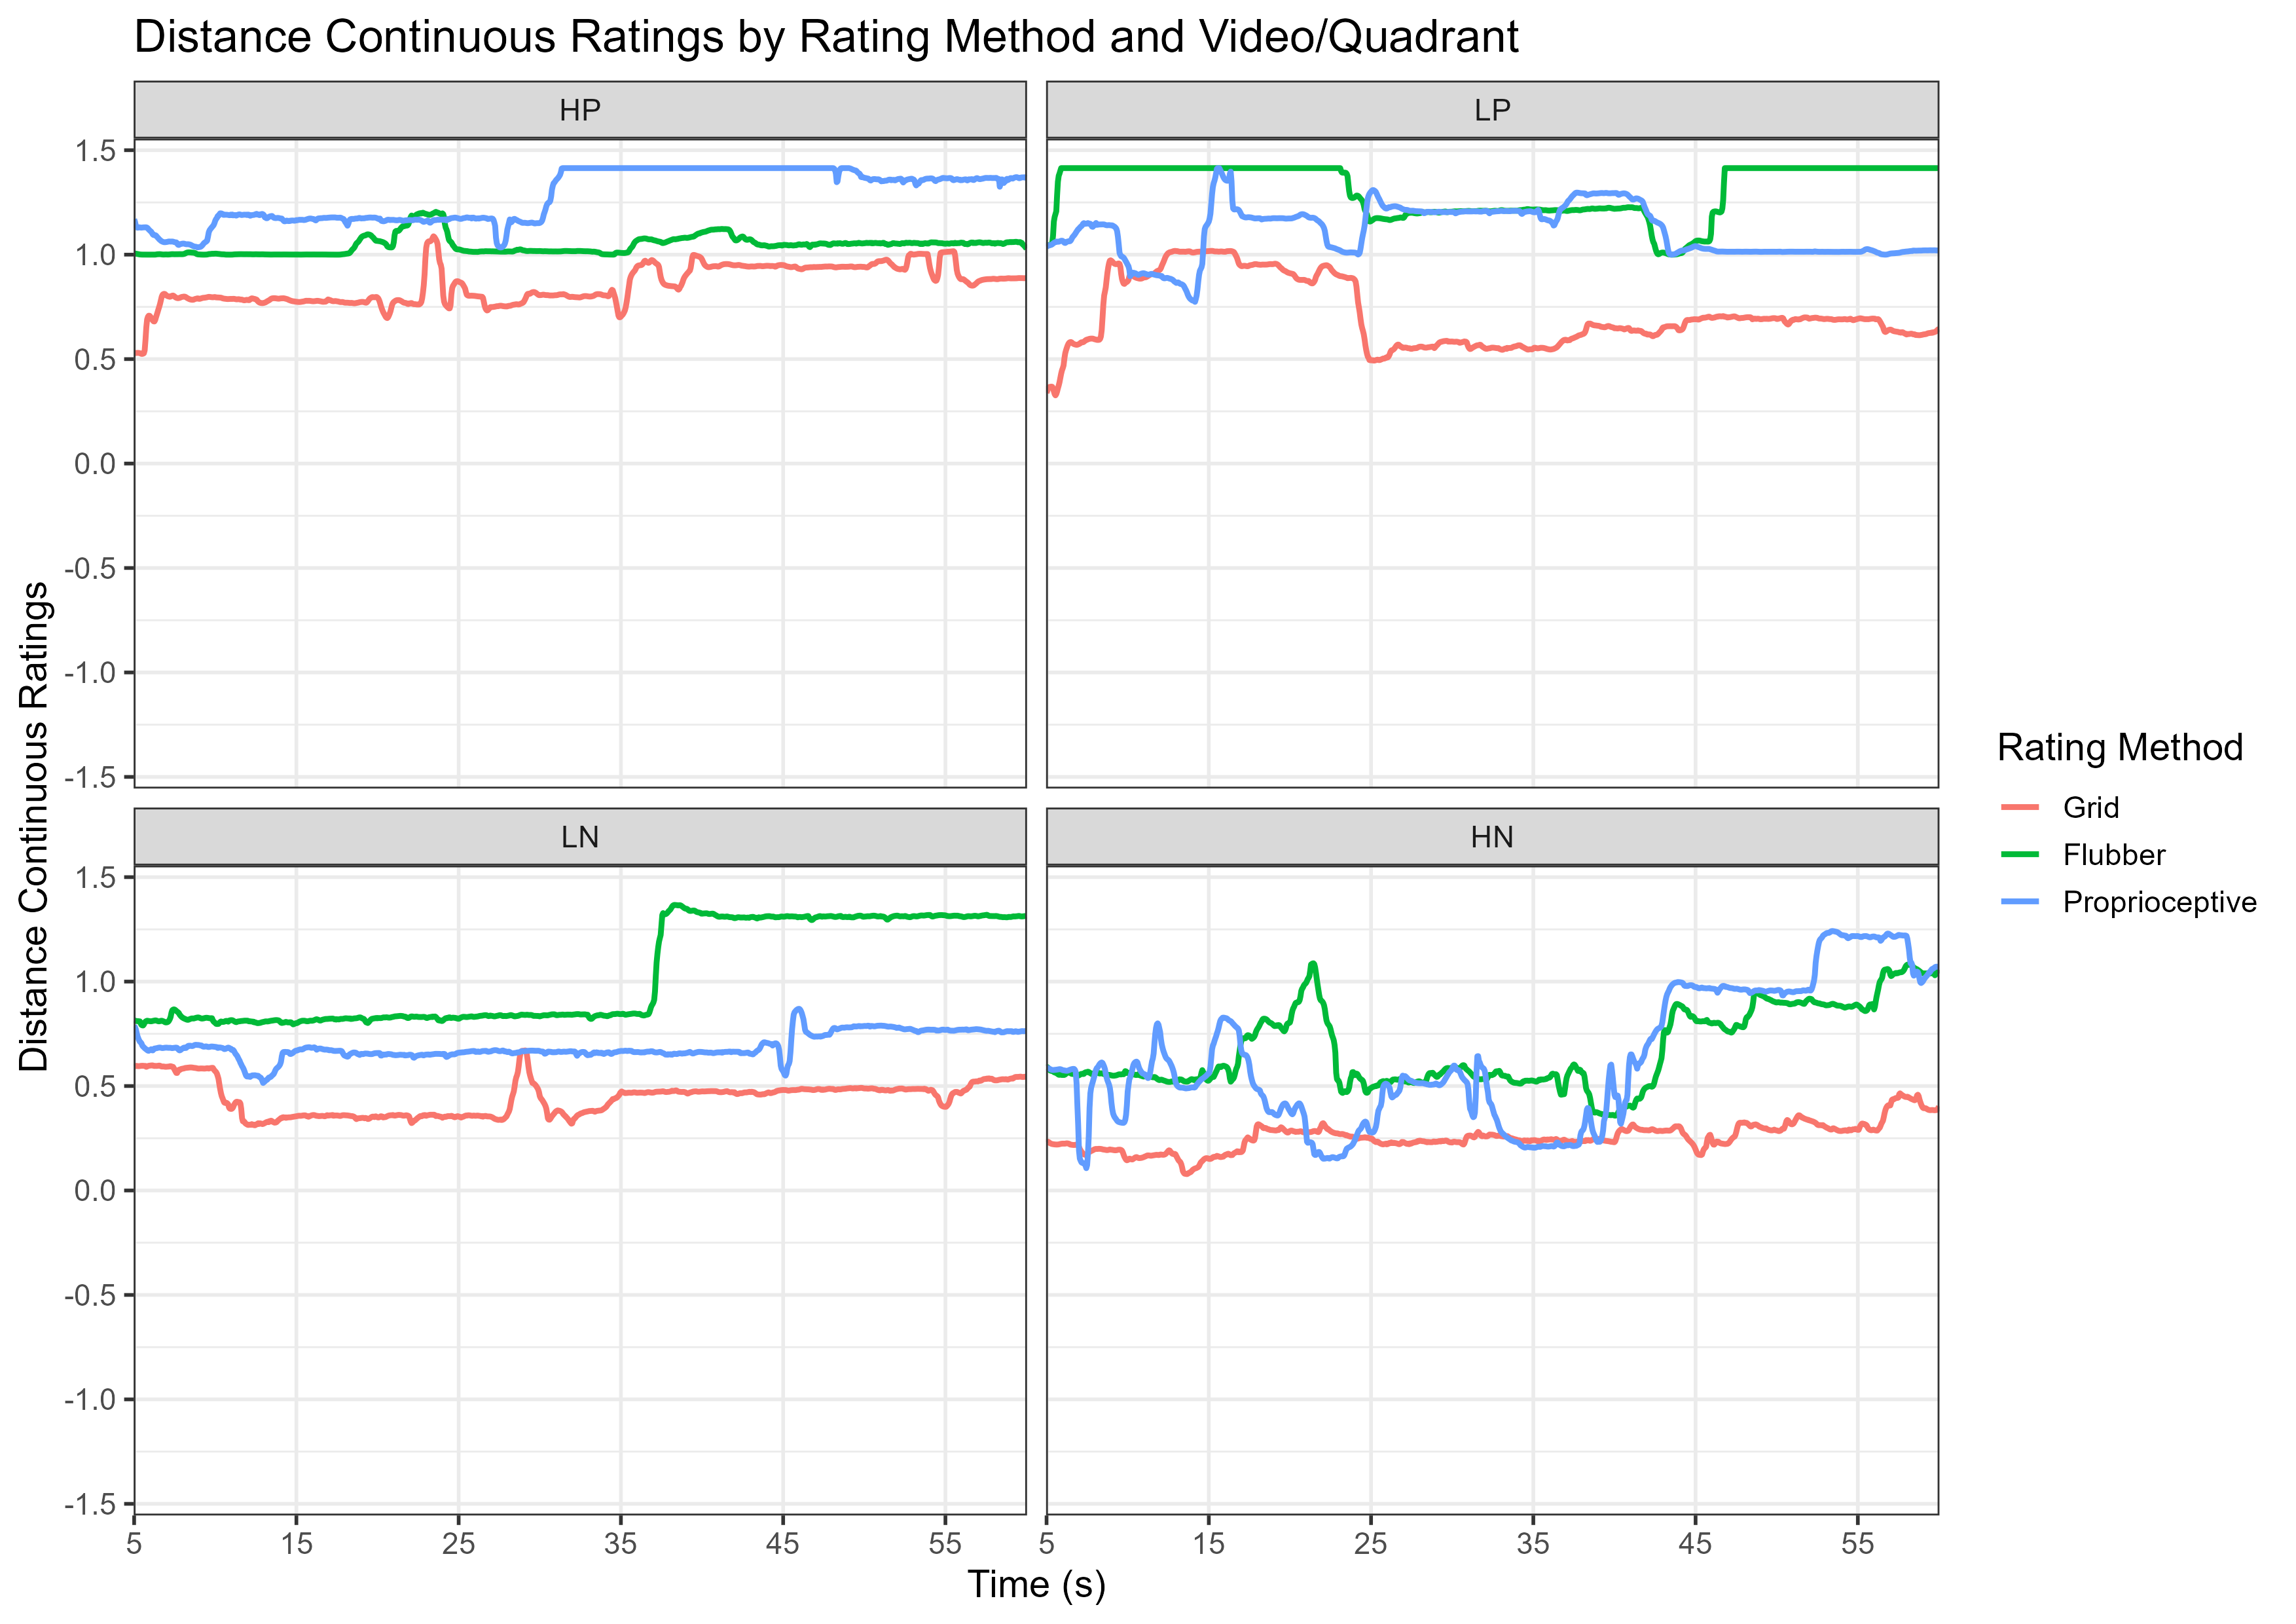 Distance Continuous Ratings by Rating Method and Video/Quadrant
HP
LP
1.5
1.0
0.5
0.0
-0.5
-1.0
-1.5
LN
HN
1.5
1.0
0.5
0.0
-0.5
-1.0
-1.5
5 15 25 35 45 55
5 15 25 35 45 55
Time (s)
Distance Continuous Ratings
Rating Method
Grid
Flubber
Proprioceptive